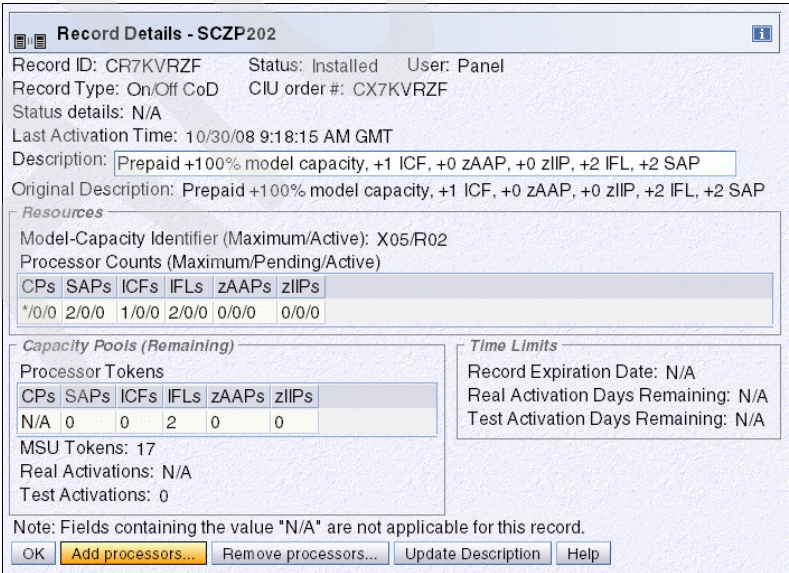 Record Details - SCZP202
Record ID: CR7KVRZF Status: Installed User: Panel
Record Type: On/Off CoD CIU order #: CX7KVRZF
Status details: N/A
Last Activation Time: 10/30/08 9:18:15 AM GMT
Description: Prepaid +100% model capacity, +1 ICF, +0 zAAP, +0 zIIP, +2 IFL, +2 SAP
Original Description: Prepaid +100% model capacity, +1 ICF, +0 zAAP, +0 zIIP, +2 IFL, +2 SAP
Resources
Model-Capacity Identifier (Maximum/Active): X05/R02
Processor Counts (Maximum/Pending/Active)
CPs SAPs ICFs IFLs zAAPs zIIPs
*/0/0 2/0/0 1/0/0 2/0/0 0/0/0 0/0/0
Capacity Pools (Remaining)
Processor Tokens
CPs SAPs ICFs IFLs zAAPs zIIPs
N/A 0 0 2 0 0
MSU Tokens: 17
Real Activations: N/A
Test Activations: 0
Time Limits
Record Expiration Date: N/A
Real Activation Days Remaining: N/A
Test Activation Days Remaining: N/A
Note: Fields containing the value "N/A" are not applicable for this record.
OK Add processors... Remove processors... Update Description Help